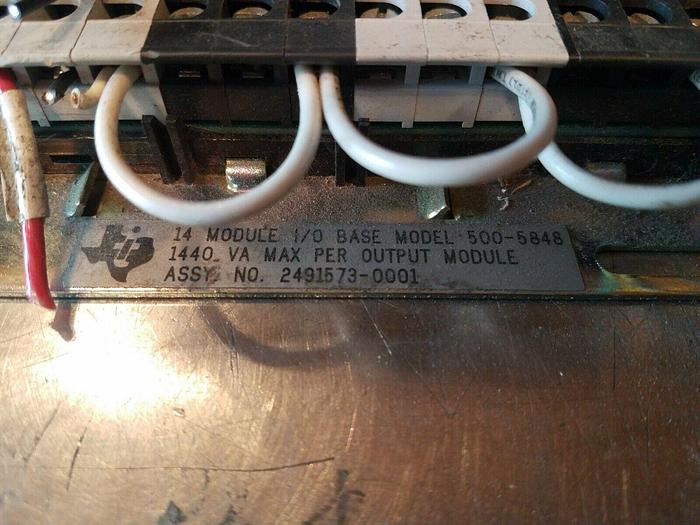 14 MODULE I/O BASE MODEL 500-5848
1440 VA MAX PER OUTPUT MODULE
ASSY. NO. 2491573-0001